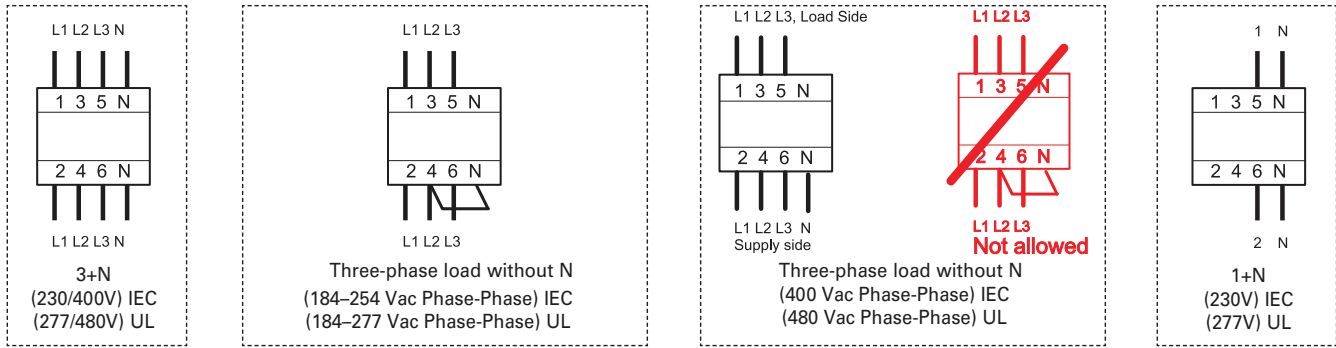 L1 L2 L3 N
1 3 5 N
2 4 6 N
L1 L2 L3 N
3+N
(230/400V) IEC
(277/480V) UL
L1 L2 L3
1 3 5 N
2 4 6 N
L1 L2 L3
Three-phase load without N
(184–254 Vac Phase-Phase) IEC
(184–277 Vac Phase-Phase) UL
L1 L2 L3, Load Side
1 3 5 N
2 4 6 N
L1 L2 L3 N
Supply side
L1 L2 L3
1 3 5 N
2 4 6 N
L1 L2 L3
Not allowed
Three-phase load without N
(400 Vac Phase-Phase) IEC
(480 Vac Phase-Phase) UL
1 N
1 3 5 N
2 4 6 N
2 N
1+N
(230V) IEC
(277V) UL